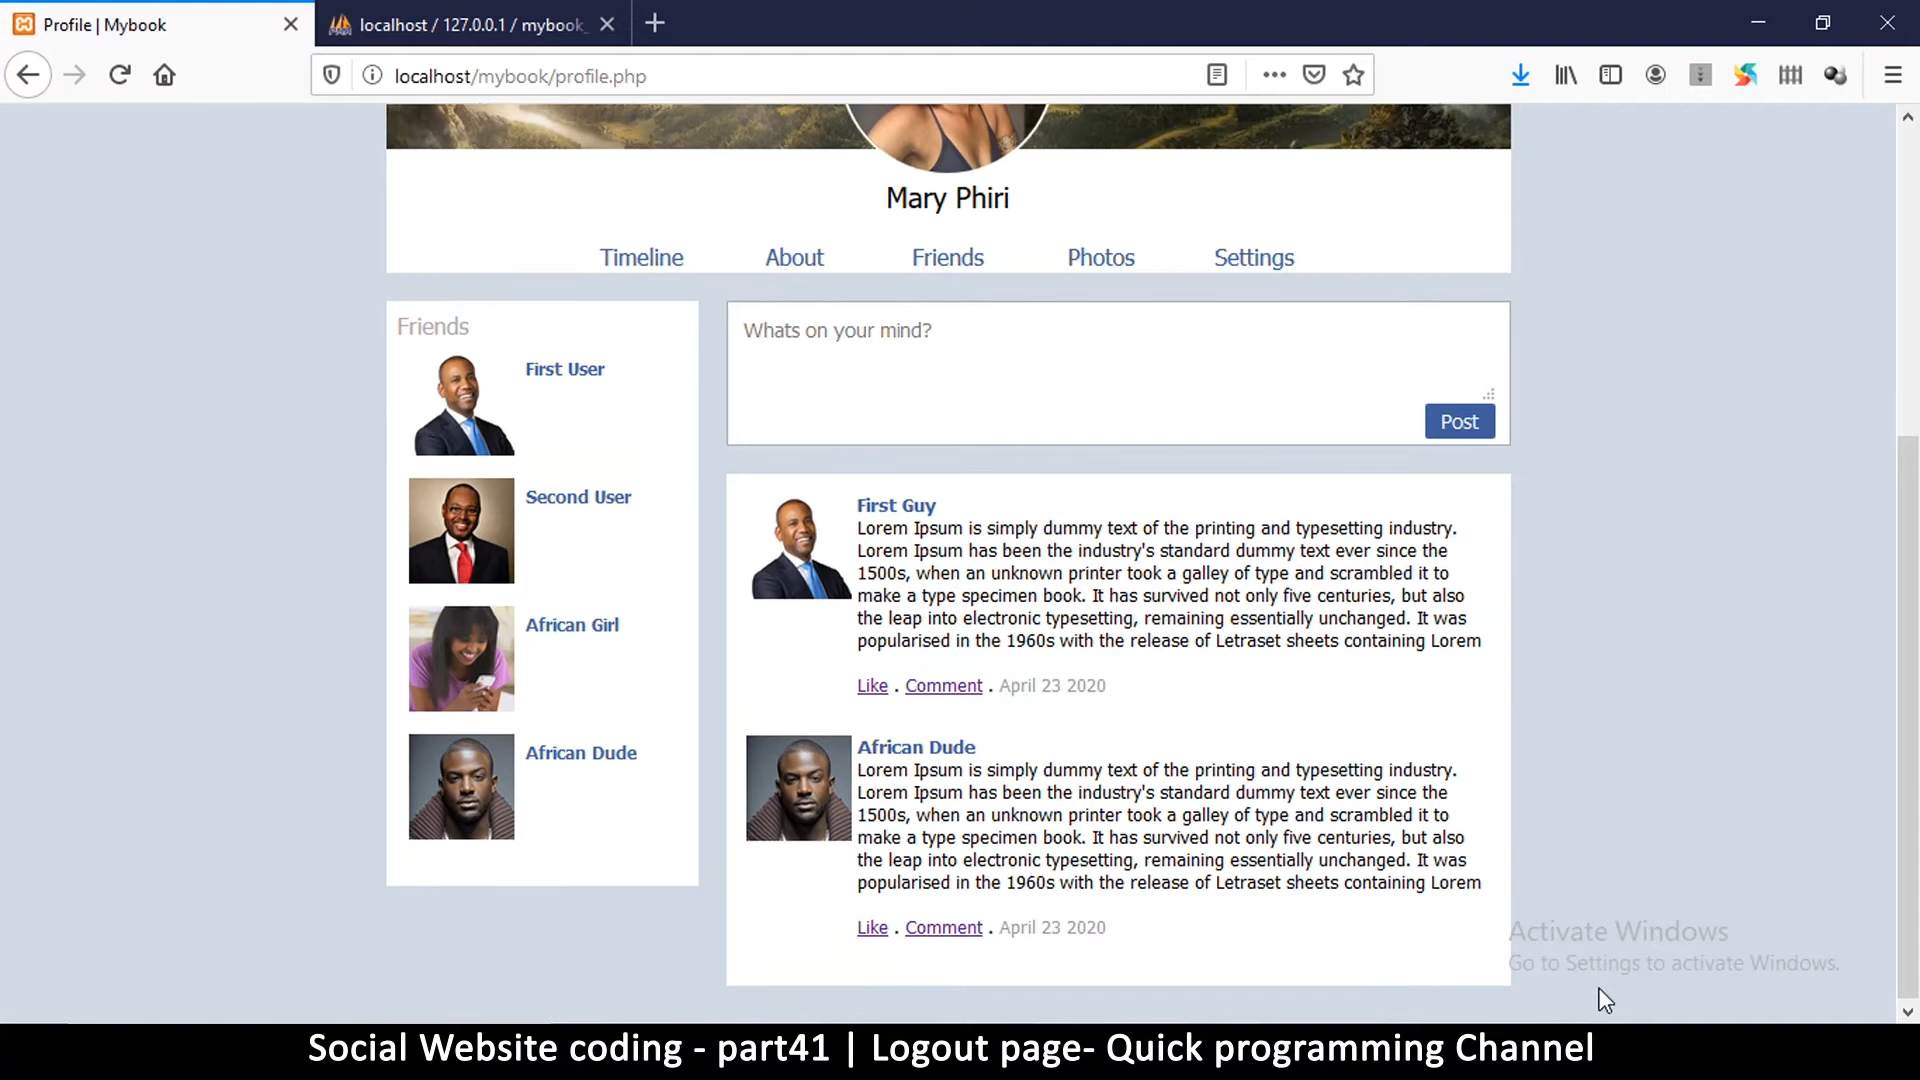 Profile | Mybook
localhost / 127.0.0.1 / mybook_
localhost/mybook/profile.php
Mary Phiri
Timeline About Friends Photos Settings
Friends
First User
Second User
African Girl
African Dude
Whats on your mind?
Post
First Guy
Lorem Ipsum is simply dummy text of the printing and typesetting industry.
Lorem Ipsum has been the industry's standard dummy text ever since the
1500s, when an unknown printer took a galley of type and scrambled it to
make a type specimen book. It has survived not only five centuries, but also
the leap into electronic typesetting, remaining essentially unchanged. It was
popularised in the 1960s with the release of Letraset sheets containing Lorem
Like . Comment . April 23 2020
African Dude
Lorem Ipsum is simply dummy text of the printing and typesetting industry.
Lorem Ipsum has been the industry's standard dummy text ever since the
1500s, when an unknown printer took a galley of type and scrambled it to
make a type specimen book. It has survived not only five centuries, but also
the leap into electronic typesetting, remaining essentially unchanged. It was
popularised in the 1960s with the release of Letraset sheets containing Lorem
Like . Comment . April 23 2020
Activate Windows
Go to Settings to activate Windows.
Social Website coding - part41 | Logout page- Quick programming Channel